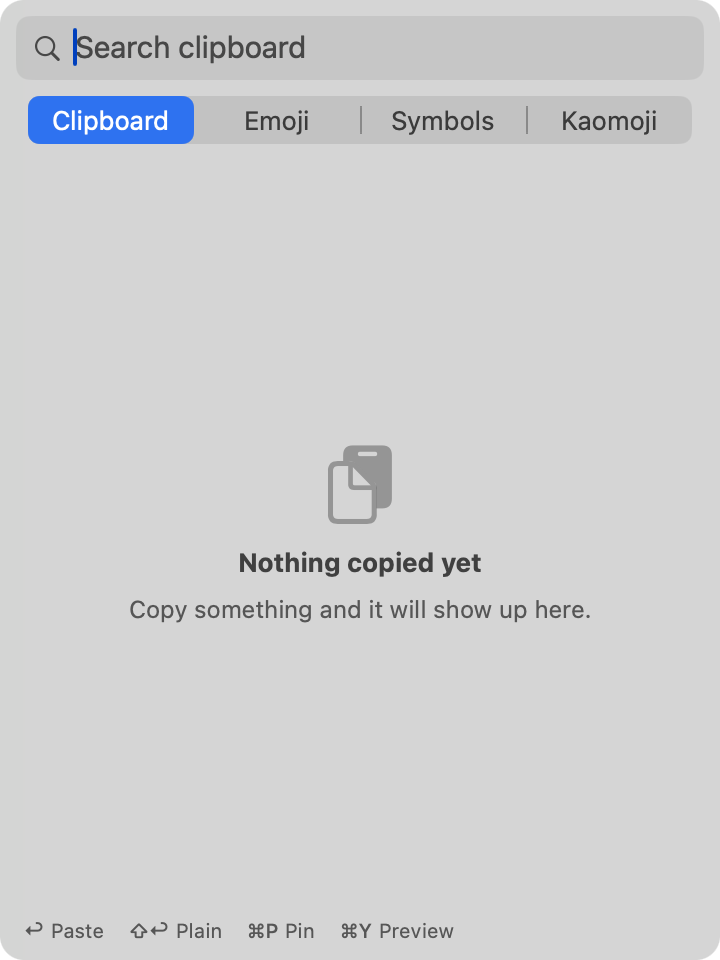 Search clipboard
Clipboard Emoji Symbols Kaomoji
Nothing copied yet
Copy something and it will show up here.
↩ Paste ⇧↩ Plain ⌘P Pin ⌘Y Preview